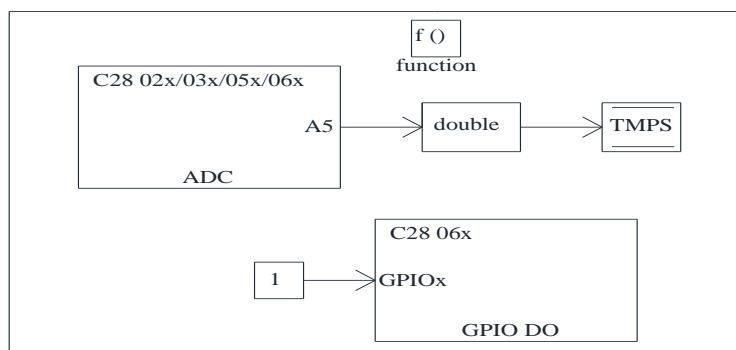 f ()
function
C28 02x/03x/05x/06x
A5
double
TMPS
ADC
C28 06x
1
GPIOx
GPIO DO